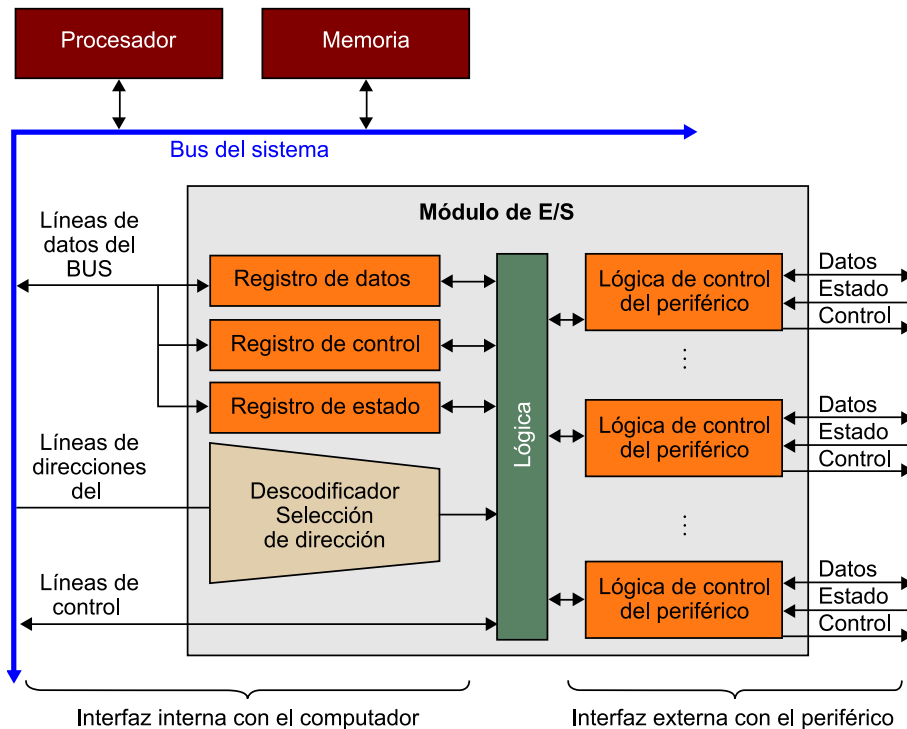 Procesador
Memoria
Bus del sistema
Módulo de E/S
Líneas de
datos del
BUS
Registro de datos
Registro de control
Registro de estado
Líneas de
direcciones
del
Descodificador
Selección
de dirección
Líneas de
control
Lógica
Lógica de control
del periférico
Datos
Estado
Control
...
Lógica de control
del periférico
Datos
Estado
Control
...
Lógica de control
del periférico
Datos
Estado
Control
Interfaz interna con el computador
Interfaz externa con el periférico